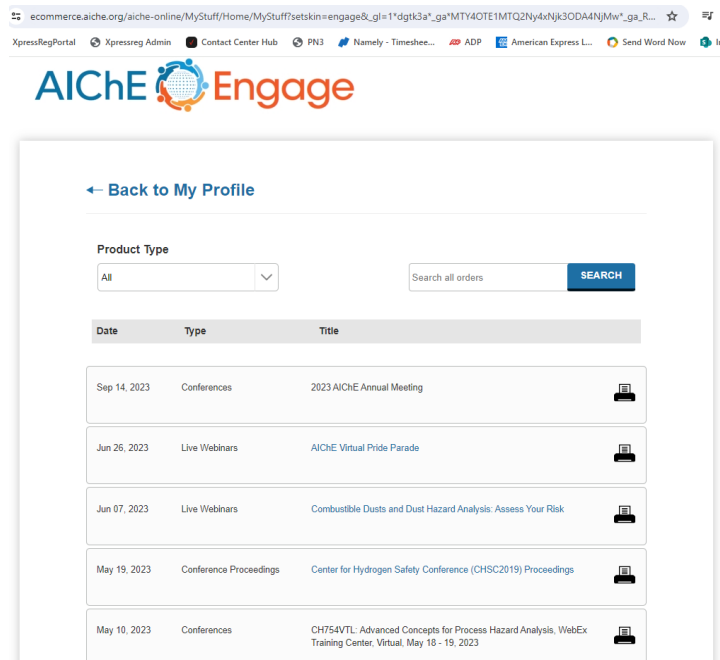 ecommerce.aiche.org/aiche-online/MyStuff/Home/MyStuff?setskin=engage&_gl=1*dgtk3a*_ga*MTY4OTE1MTQ2Ny4xNjk3ODA4NjMw*_ga_R...
XpressRegPortal Xpressreg Admin Contact Center Hub PN3 Namely - Timeshee... ADP American Express L... Send Word Now
AIChE Engage
← Back to My Profile
Product Type
All Search all orders SEARCH
Date Type Title
Sep 14, 2023 Conferences 2023 AIChE Annual Meeting
Jun 26, 2023 Live Webinars AIChE Virtual Pride Parade
Jun 07, 2023 Live Webinars Combustible Dusts and Dust Hazard Analysis: Assess Your Risk
May 19, 2023 Conference Proceedings Center for Hydrogen Safety Conference (CHSC2019) Proceedings
May 10, 2023 Conferences CH754VTL: Advanced Concepts for Process Hazard Analysis, WebEx
Training Center, Virtual, May 18 - 19, 2023